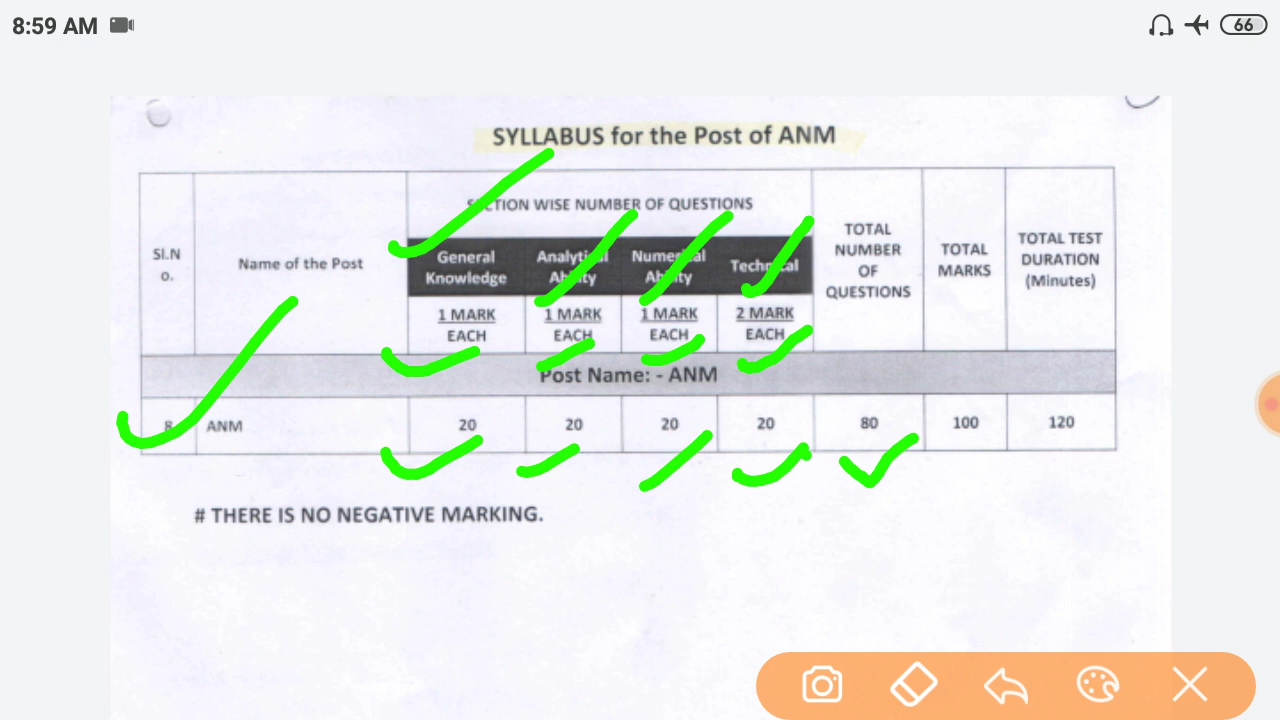 8:59 AM
66
SYLLABUS for the Post of ANM
Sl.N
o.
Name of the Post
SECTION WISE NUMBER OF QUESTIONS
General
Knowledge
Analytical
Ability
Numerical
Ability
Technical
1 MARK
EACH
1 MARK
EACH
1 MARK
EACH
2 MARK
EACH
TOTAL
NUMBER
OF
QUESTIONS
TOTAL
MARKS
TOTAL TEST
DURATION
(Minutes)
Post Name: - ANM
8 ANM 20 20 20 20 80 100 120
# THERE IS NO NEGATIVE MARKING.